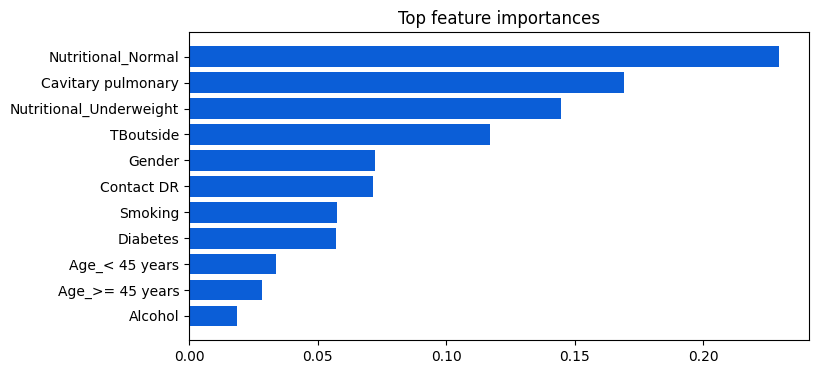 Top feature importances
Nutritional_Normal
Cavitary pulmonary
Nutritional_Underweight
TBoutside
Gender
Contact DR
Smoking
Diabetes
Age_< 45 years
Age_>= 45 years
Alcohol
0.00 0.05 0.10 0.15 0.20